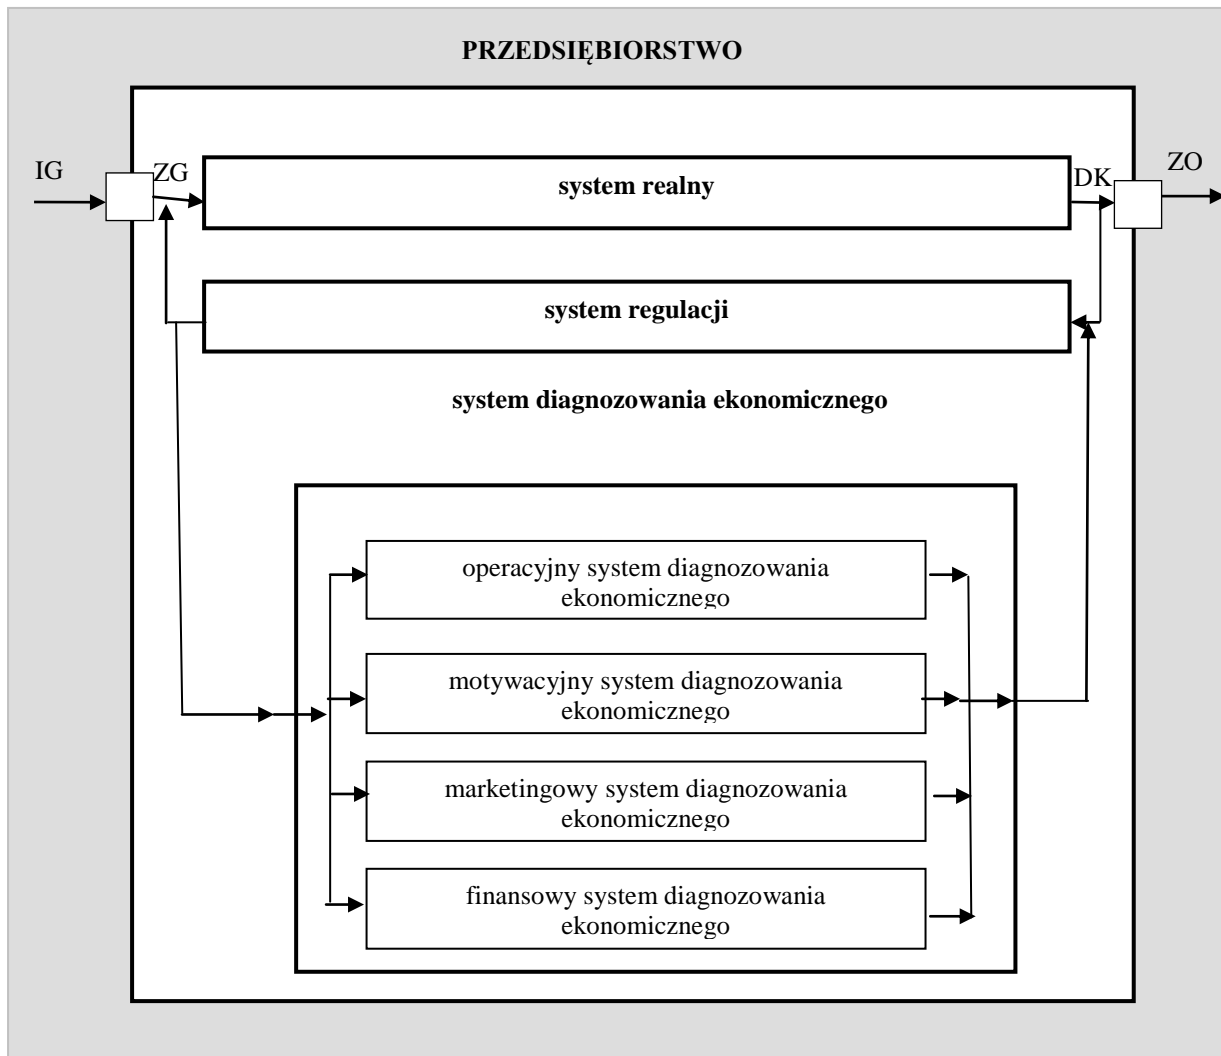 PRZEDSIĘBIORSTWO
IG
ZG
system realny
DK
ZO
system regulacji
system diagnozowania ekonomicznego
operacyjny system diagnozowania
ekonomicznego
motywacyjny system diagnozowania
ekonomicznego
marketingowy system diagnozowania
ekonomicznego
finansowy system diagnozowania
ekonomicznego